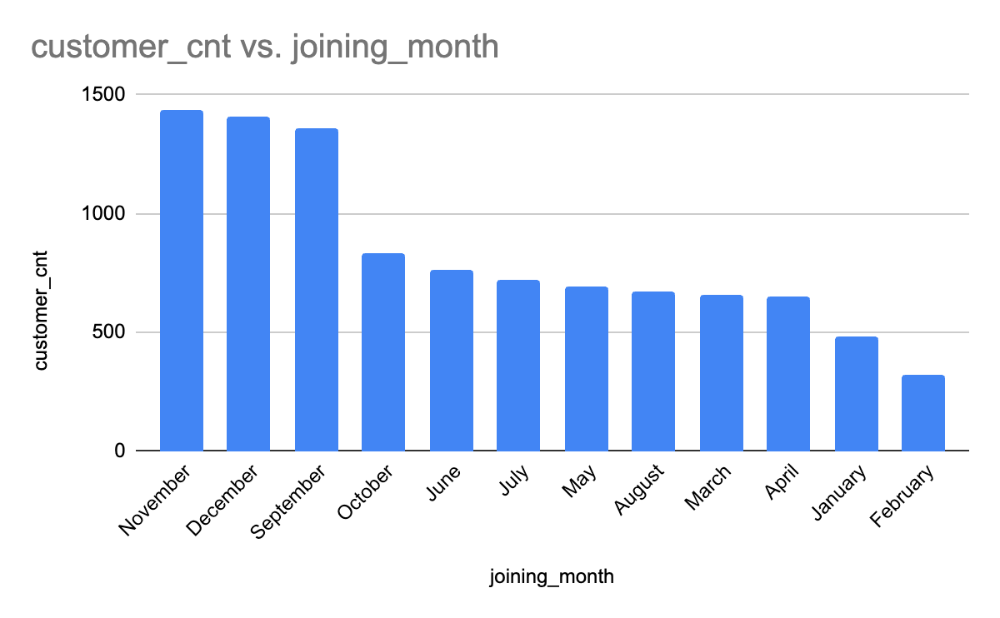 customer_cnt vs. joining_month
1500
1000
500
0
customer_cnt
November
December
September
October
June
July
May
August
March
April
January
February
joining_month